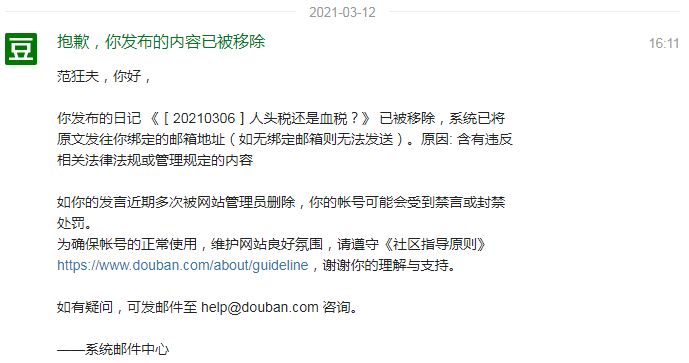 2021-03-12
豆
抱歉，你发布的内容已被移除
16:11
范狂夫，你好，
你发布的日记 《［20210306］人头税还是血税？》 已被移除，系统已将
原文发往你绑定的邮箱地址（如无绑定邮箱则无法发送）。原因: 含有违反
相关法律法规或管理规定的内容
如你的发言近期多次被网站管理员删除，你的帐号可能会受到禁言或封禁
处罚。
为确保帐号的正常使用，维护网站良好氛围，请遵守《社区指导原则》
https://www.douban.com/about/guideline，谢谢你的理解与支持。
如有疑问，可发邮件至 help@douban.com 咨询。
——系统邮件中心